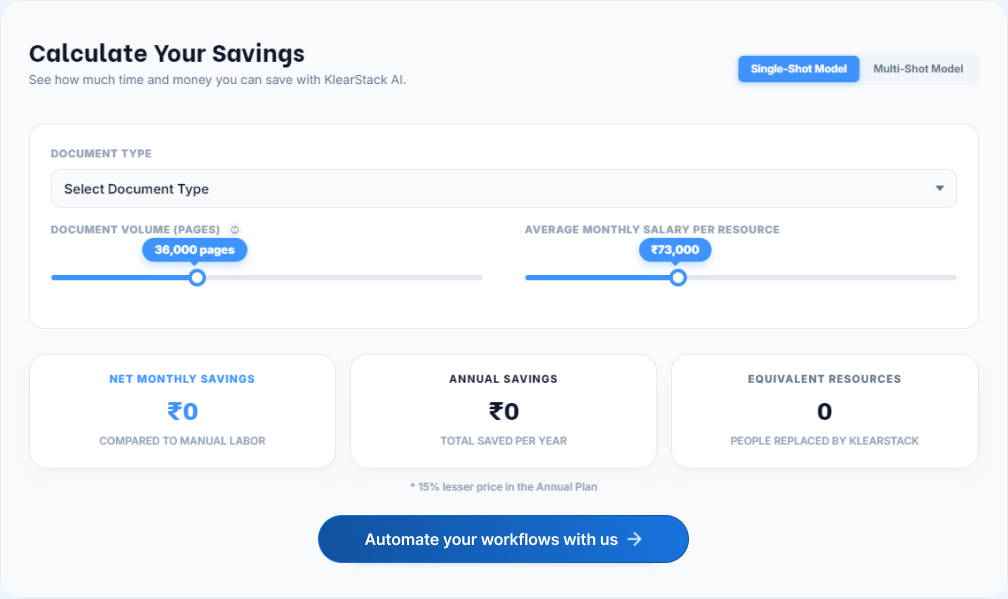 Calculate Your Savings
See how much time and money you can save with KlearStack AI.
Single-Shot Model
Multi-Shot Model
DOCUMENT TYPE
Select Document Type
DOCUMENT VOLUME (PAGES)
36,000 pages
AVERAGE MONTHLY SALARY PER RESOURCE
₹73,000
NET MONTHLY SAVINGS
₹0
COMPARED TO MANUAL LABOR
ANNUAL SAVINGS
₹0
TOTAL SAVED PER YEAR
EQUIVALENT RESOURCES
0
PEOPLE REPLACED BY KLEARSTACK
* 15% lesser price in the Annual Plan
Automate your workflows with us →